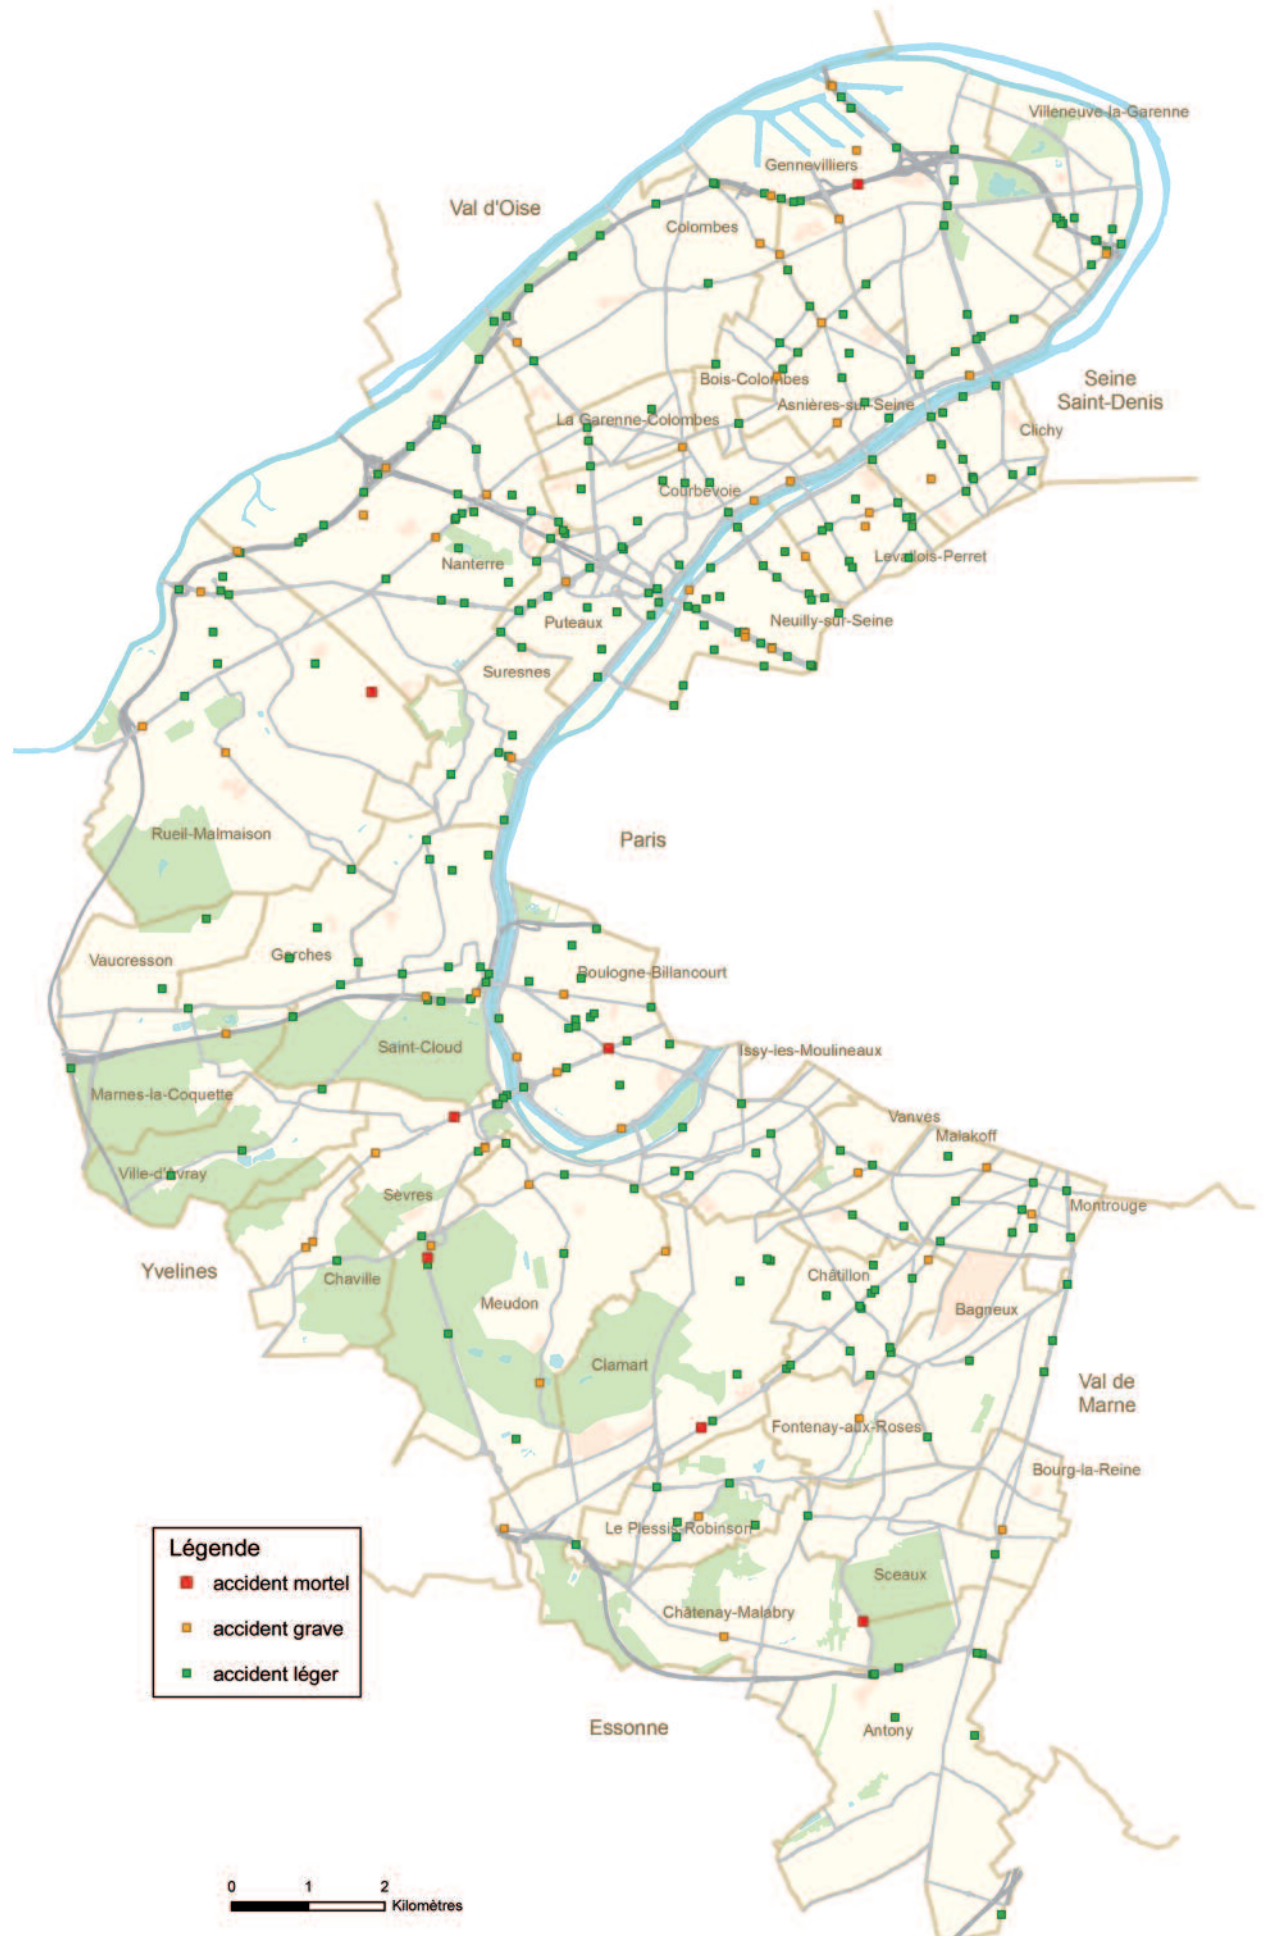 Villeneuve-la-Garenne
Gennevilliers
Val d'Oise
Colombes
Bois-Colombes
Seine
Saint-Denis
Asnières-sur-Seine
La Garenne-Colombes
Clichy
Courbevoie
Levallois-Perret
Nanterre
Puteaux
Neuilly-sur-Seine
Suresnes
Rueil-Malmaison
Paris
Vaucresson
Garches
Boulogne-Billancourt
Saint-Cloud
Issy-les-Moulineaux
Marnes-la-Coquette
Vanves
Malakoff
Ville-d'Avray
Sèvres
Montrouge
Yvelines
Chaville
Châtillon
Meudon
Bagneux
Clamart
Val de
Marne
Fontenay-aux-Roses
Bourg-la-Reine
Le Plessis-Robinson
Légende
accident mortel
accident grave
accident léger
Sceaux
Châtenay-Malabry
Essonne
Antony
0 1 2
Kilomètres